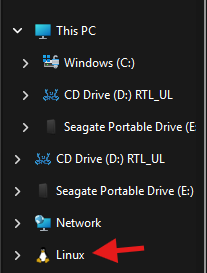 This PC
Windows (C:)
CD Drive (D:) RTL_UL
Seagate Portable Drive (E
CD Drive (D:) RTL_UL
Seagate Portable Drive (E:)
Network
Linux